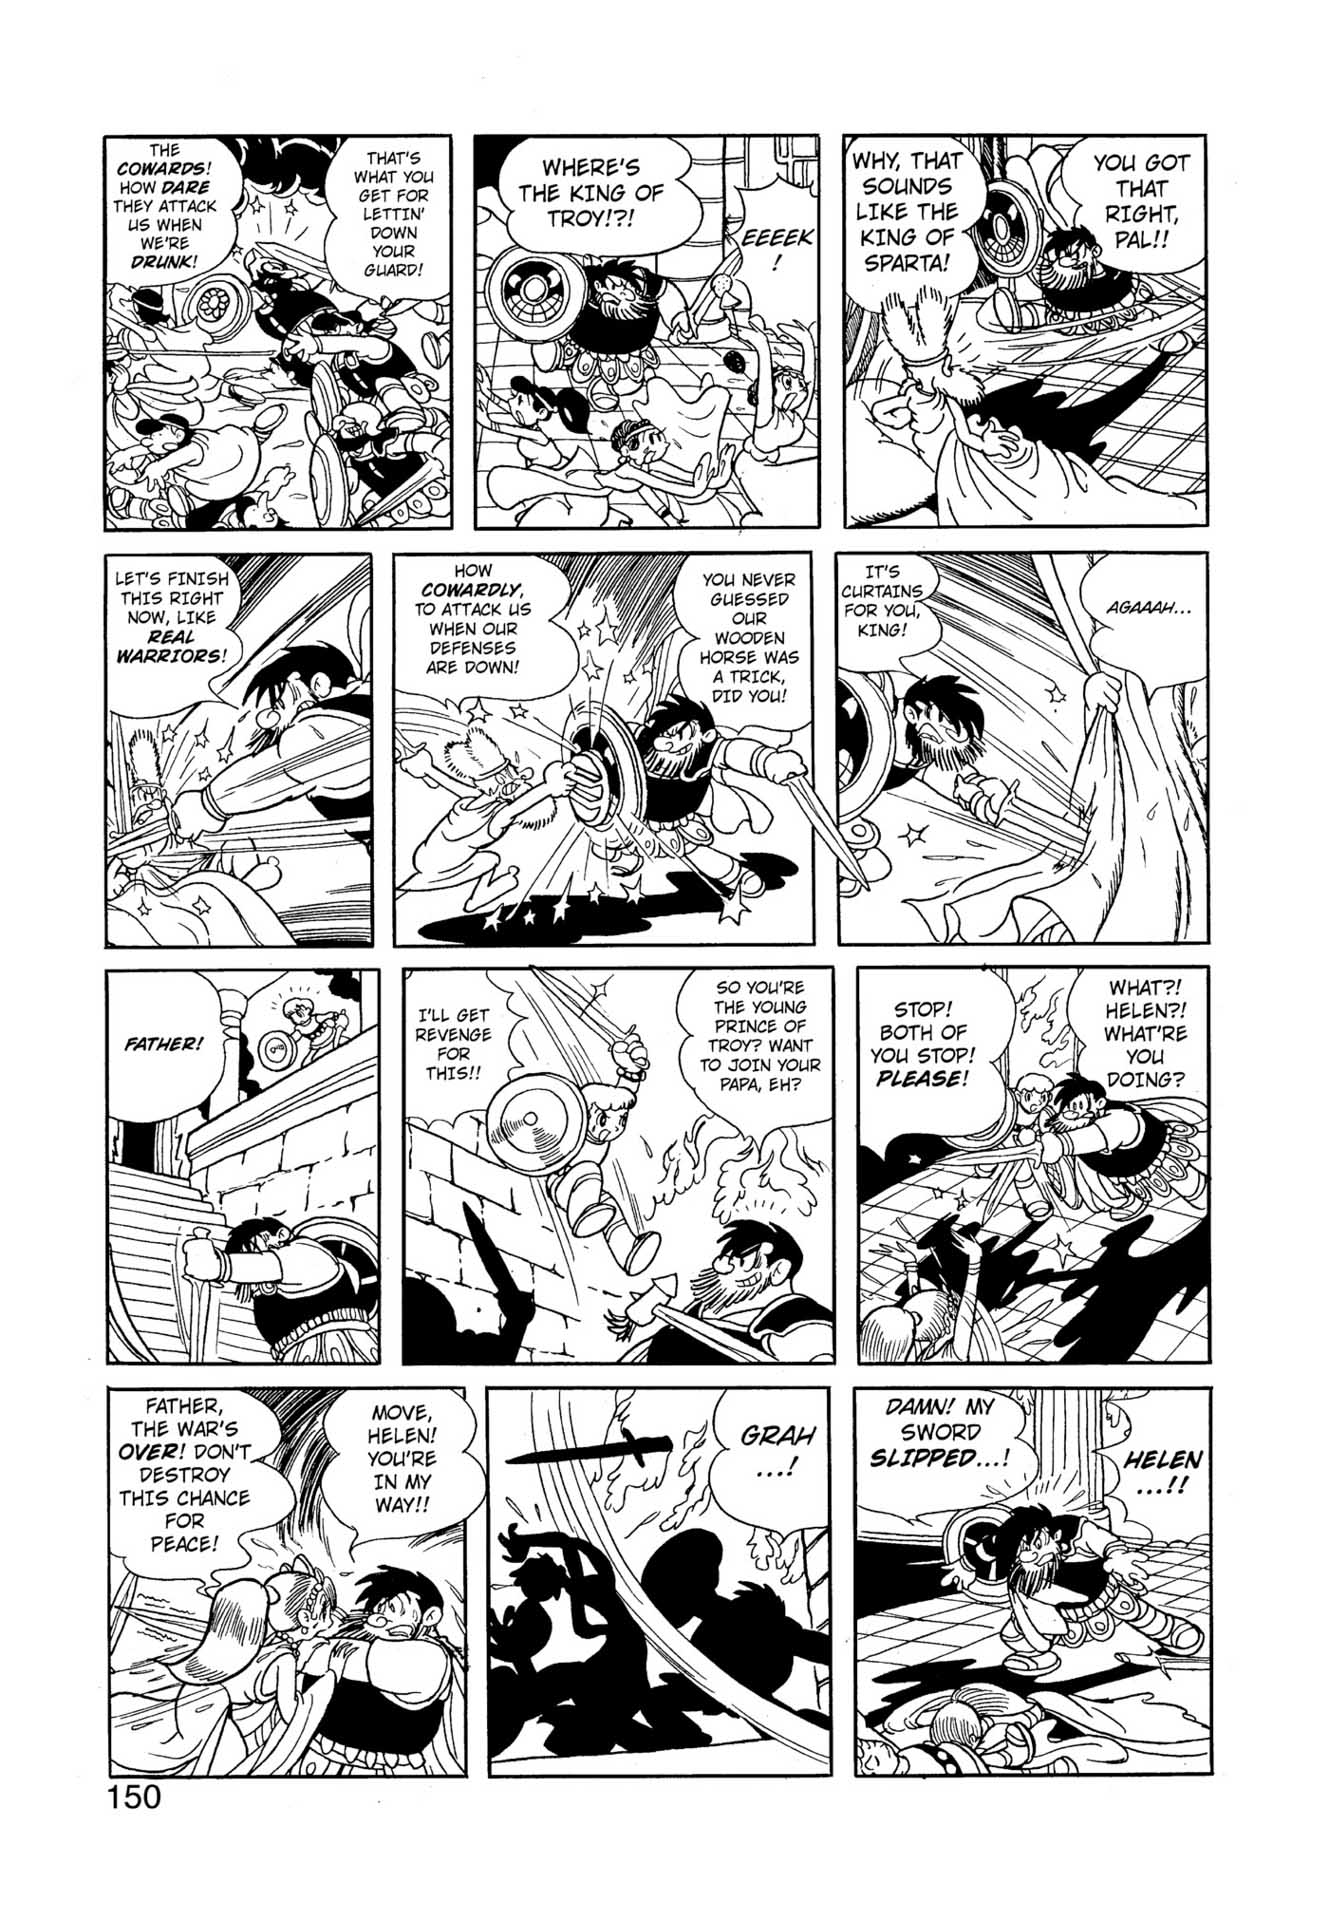 THE
COWARDS!
HOW DARE
THEY ATTACK
US WHEN
WE'RE
DRUNK!
THAT'S
WHAT YOU
GET FOR
LETTIN'
DOWN
YOUR
GUARD!
WHERE'S
THE KING OF
TROY!?!
EEEEK
!
WHY, THAT
SOUNDS
LIKE THE
KING OF
SPARTA!
YOU GOT
THAT
RIGHT,
PAL!!
LET'S FINISH
THIS RIGHT
NOW, LIKE
REAL
WARRIORS!
HOW
COWARDLY,
TO ATTACK US
WHEN OUR
DEFENSES
ARE DOWN!
YOU NEVER
GUESSED
OUR
WOODEN
HORSE WAS
A TRICK,
DID YOU!
IT'S
CURTAINS
FOR YOU,
KING!
AGAAAH...
FATHER!
I'LL GET
REVENGE
FOR
THIS!!
SO YOU'RE
THE YOUNG
PRINCE OF
TROY? WANT
TO JOIN YOUR
PAPA, EH?
STOP!
BOTH OF
YOU STOP!
PLEASE!
WHAT?!
HELEN?!
WHAT'RE
YOU
DOING?
FATHER,
THE WAR'S
OVER! DON'T
DESTROY
THIS CHANCE
FOR
PEACE!
MOVE,
HELEN!
YOU'RE
IN MY
WAY!!
GRAH
...!
DAMN! MY
SWORD
SLIPPED...!
HELEN
...!!
150